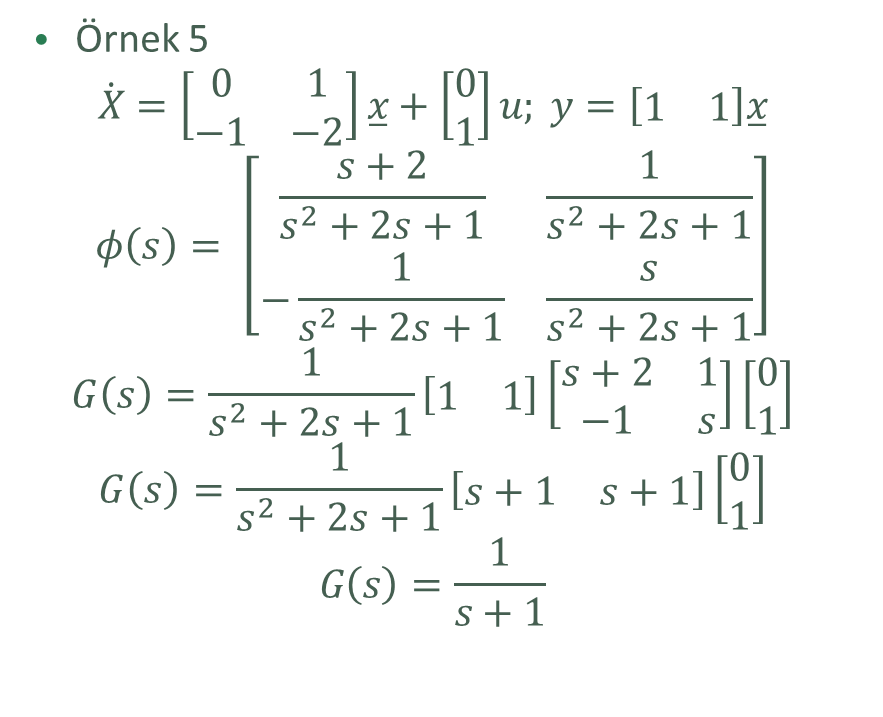 • Örnek 5
Ẋ = [0 1; −1 −2] x + [0; 1] u; y = [1 1] x
ϕ(s) = [(s + 2)/(s² + 2s + 1) 1/(s² + 2s + 1); −1/(s² + 2s + 1) s/(s² + 2s + 1)]
G(s) = 1/(s² + 2s + 1) [1 1] [s + 2 1; −1 s] [0; 1]
G(s) = 1/(s² + 2s + 1) [s + 1 s + 1] [0; 1]
G(s) = 1/(s + 1)